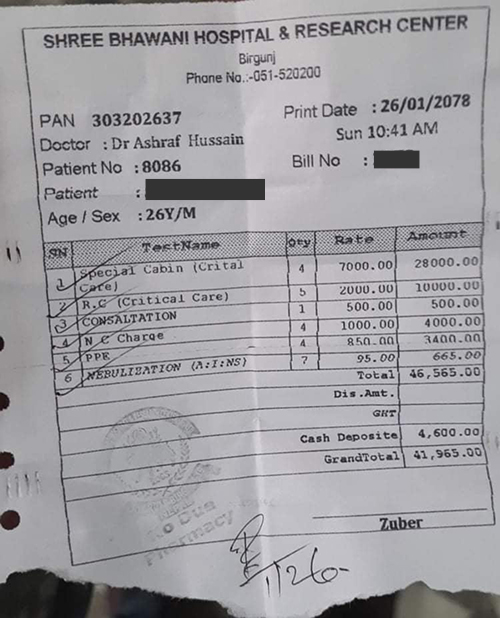 SHREE BHAWANI HOSPITAL & RESEARCH CENTER
Birgunj
Phone No.:-051-520200
PAN 303202637
Print Date : 26/01/2078
Doctor : Dr Ashraf Hussain
Sun 10:41 AM
Patient No : 8086
Bill No :
Patient :
Age / Sex : 26Y/M
SN TestName Qty Rate Amount
1 Special Cabin (Crital Care) 4 7000.00 28000.00
2 R.C (Critical Care) 5 2000.00 10000.00
3 CONSALTATION 1 500.00 500.00
4 N C Charge 4 1000.00 4000.00
5 PPE 4 850.00 3400.00
6 NEBULIZATION (A:I:NS) 7 95.00 665.00
Total 46,565.00
Dis.Amt.
GHT
Cash Deposite 4,600.00
GrandTotal 41,965.00
No Due
Pharmacy
Zuber